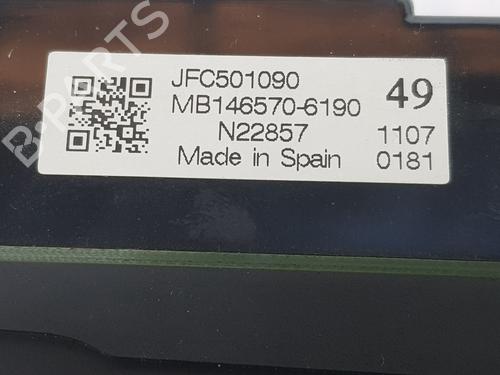 JFC501090
MB146570-6190
N22857
Made in Spain
49
1107
0181
B-PARTS